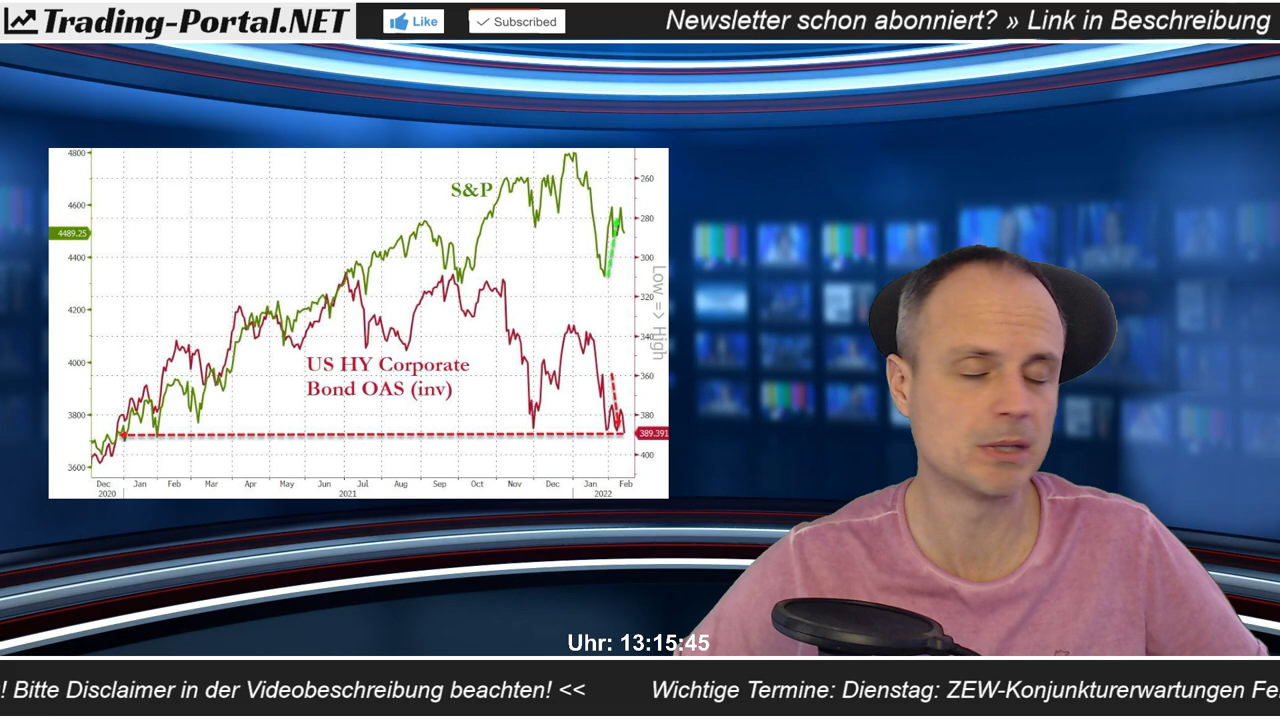 Trading-Portal.NET
Like
Subscribed
Newsletter schon abonniert? » Link in Beschreibung
4800
4600
4489.25
4400
4200
4000
3800
3600
S&P
US HY Corporate
Bond OAS (inv)
260
280
300
320
340
360
380
389.391
400
Low => High
Dec Jan Feb Mar Apr May Jun Jul Aug Sep Oct Nov Dec Jan Feb
2020 2021 2022
Uhr: 13:15:45
! Bitte Disclaimer in der Videobeschreibung beachten! << Wichtige Termine: Dienstag: ZEW-Konjunkturerwartungen Fe